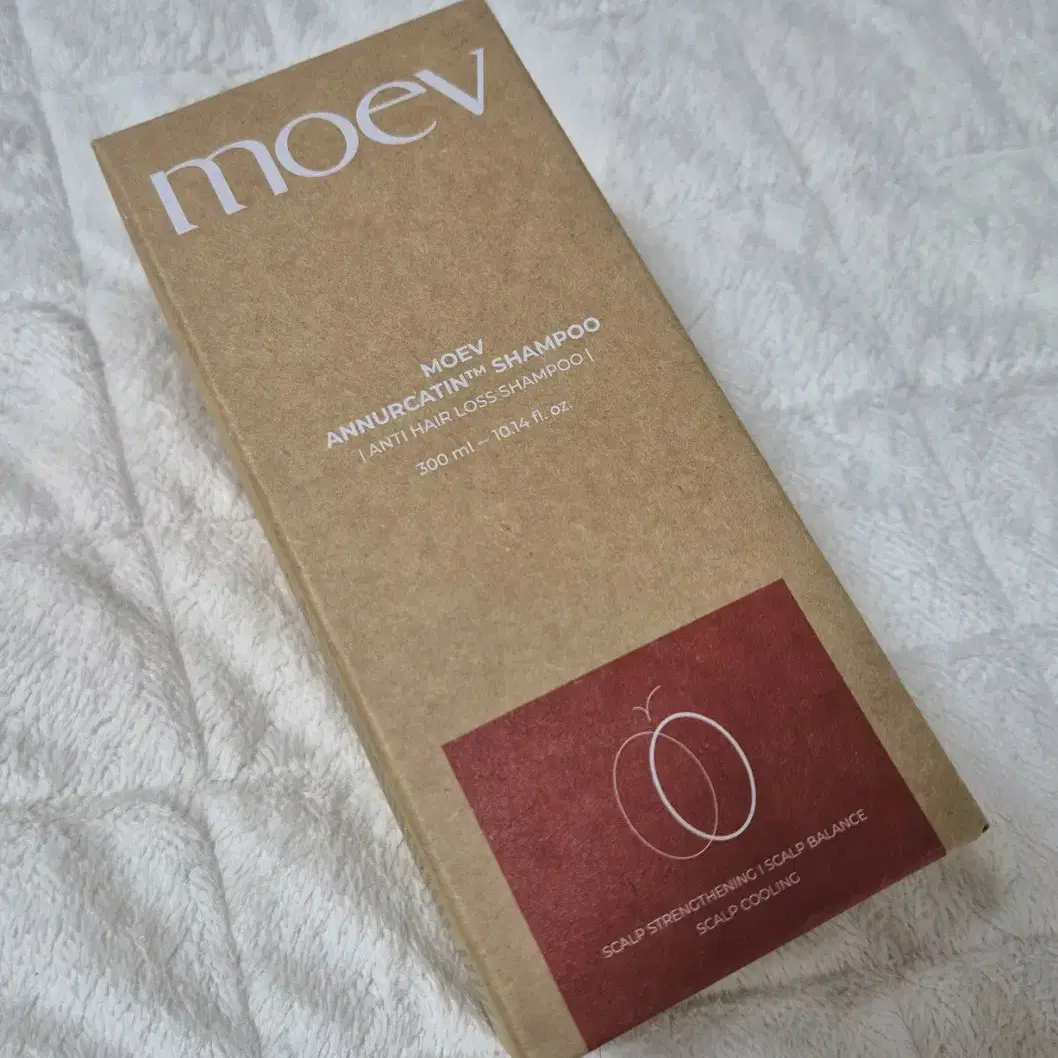 moev
MOEV
ANNURCATIN™ SHAMPOO
| ANTI HAIR LOSS SHAMPOO |
300 ml – 10.14 fl. oz.
SCALP STRENGTHENING I SCALP BALANCE
SCALP COOLING